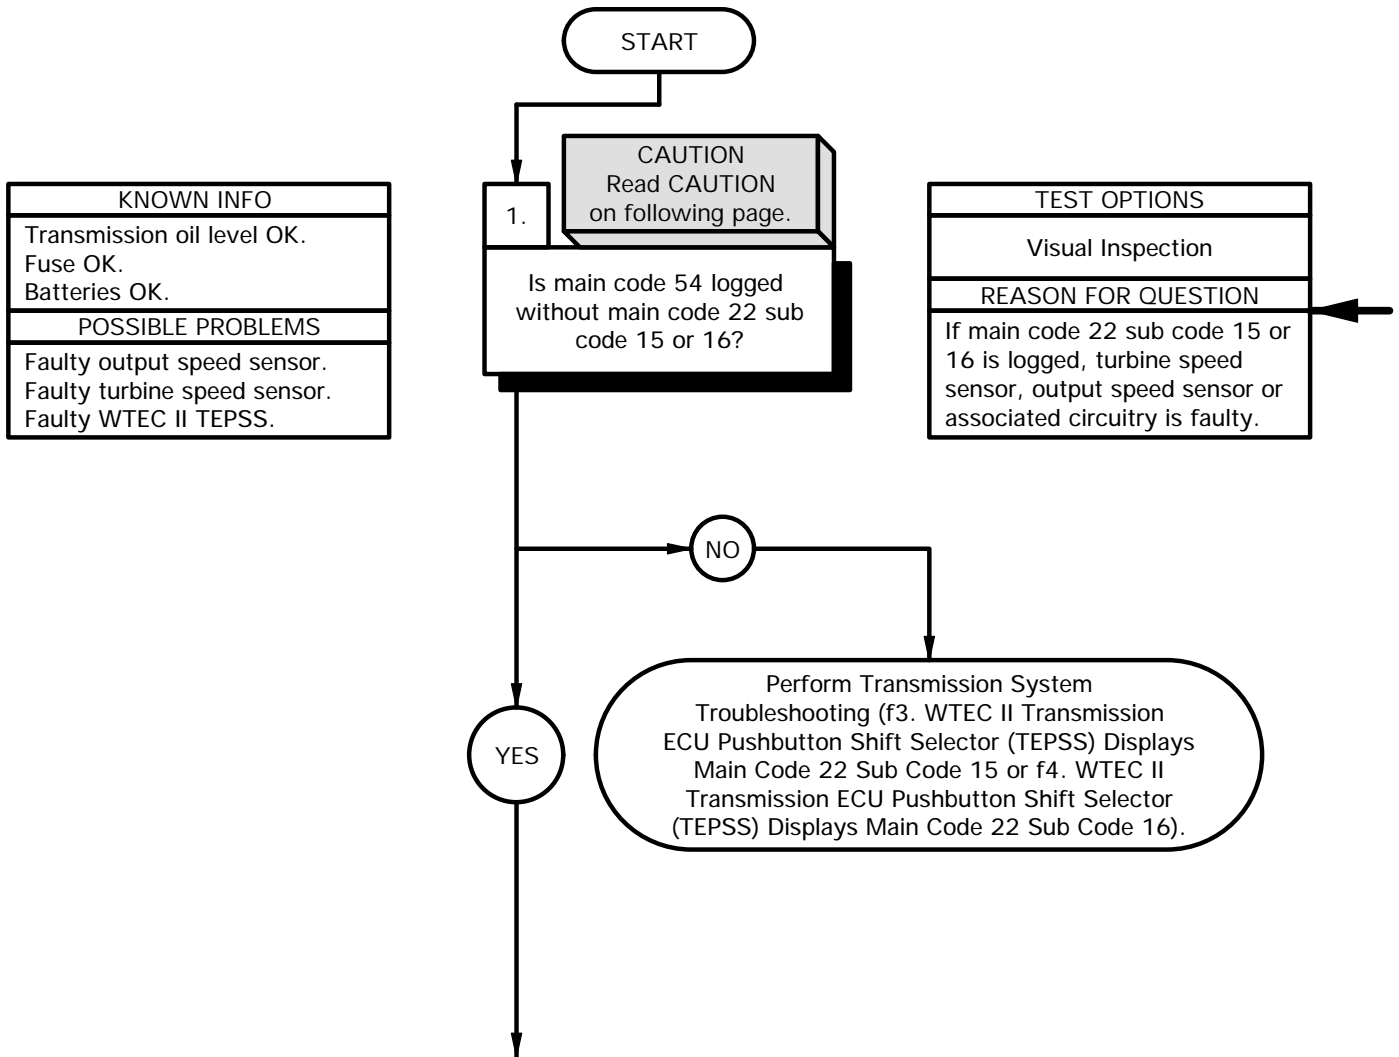 START
KNOWN INFO
Transmission oil level OK.
Fuse OK.
Batteries OK.
POSSIBLE PROBLEMS
Faulty output speed sensor.
Faulty turbine speed sensor.
Faulty WTEC II TEPSS.
1.
CAUTION
Read CAUTION
on following page.
Is main code 54 logged
without main code 22 sub
code 15 or 16?
TEST OPTIONS
Visual Inspection
REASON FOR QUESTION
If main code 22 sub code 15 or
16 is logged, turbine speed
sensor, output speed sensor or
associated circuitry is faulty.
NO
YES
Perform Transmission System
Troubleshooting (f3. WTEC II Transmission
ECU Pushbutton Shift Selector (TEPSS) Displays
Main Code 22 Sub Code 15 or f4. WTEC II
Transmission ECU Pushbutton Shift Selector
(TEPSS) Displays Main Code 22 Sub Code 16).